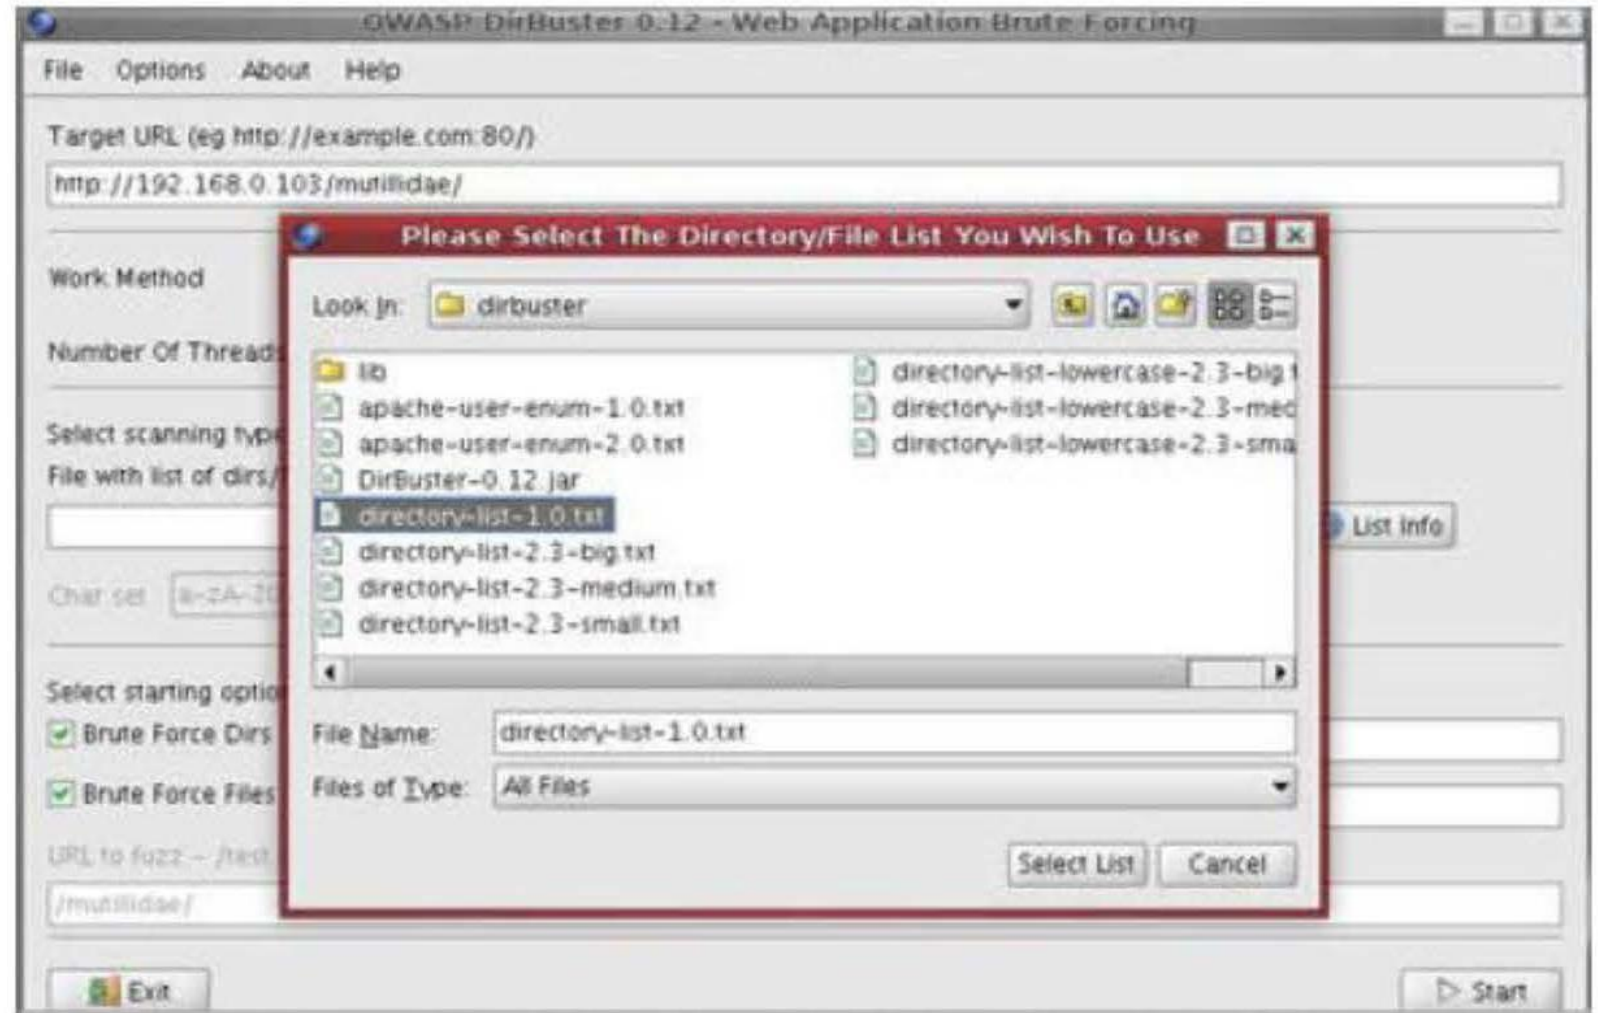 OWASP DirBuster 0.12 - Web Application Brute Forcing
File Options About Help
Target URL (eg http://example.com:80/)
http://192.168.0.103/mutillidae/
Please Select The Directory/File List You Wish To Use
Work Method
Look In: dirbuster
Number Of Threads
lib
apache-user-enum-1.0.txt
apache-user-enum-2.0.txt
DirBuster-0.12.jar
directory-list-1.0.txt
directory-list-2.3-big.txt
directory-list-2.3-medium.txt
directory-list-2.3-small.txt
directory-list-lowercase-2.3-big.t
directory-list-lowercase-2.3-med
directory-list-lowercase-2.3-sma
Select scanning type
File with list of dirs/
List Info
Char set
Select starting optio
Brute Force Dirs
File Name: directory-list-1.0.txt
Brute Force Files
Files of Type: All Files
URL to fuzz - /test.
Select List Cancel
/mutillidae/
Exit
Start